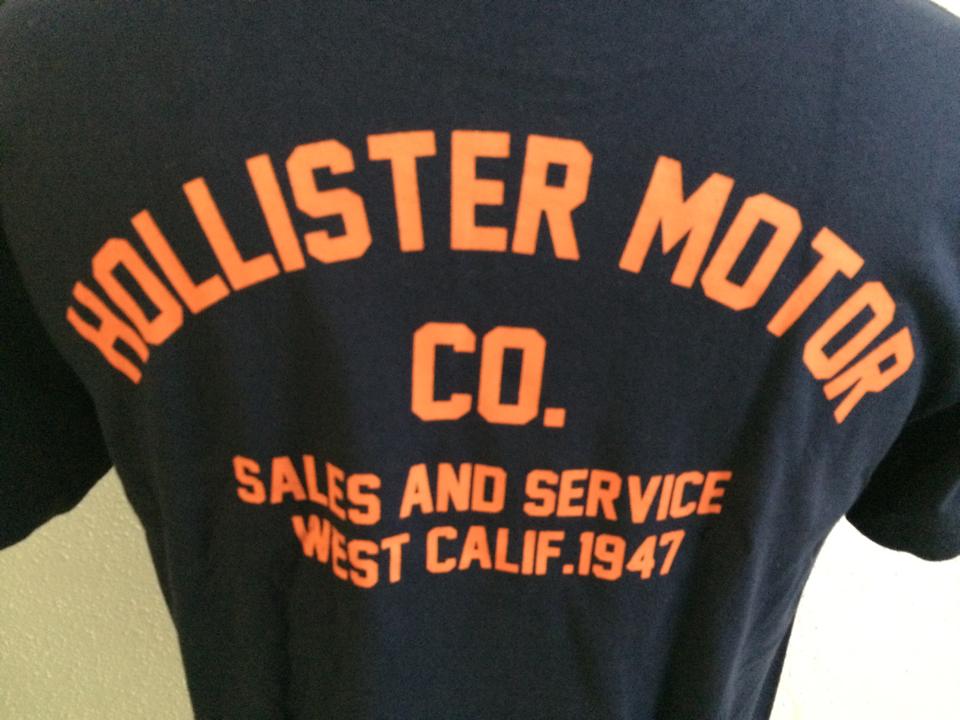 HOLLISTER MOTOR
CO.
SALES AND SERVICE
WEST CALIF.1947